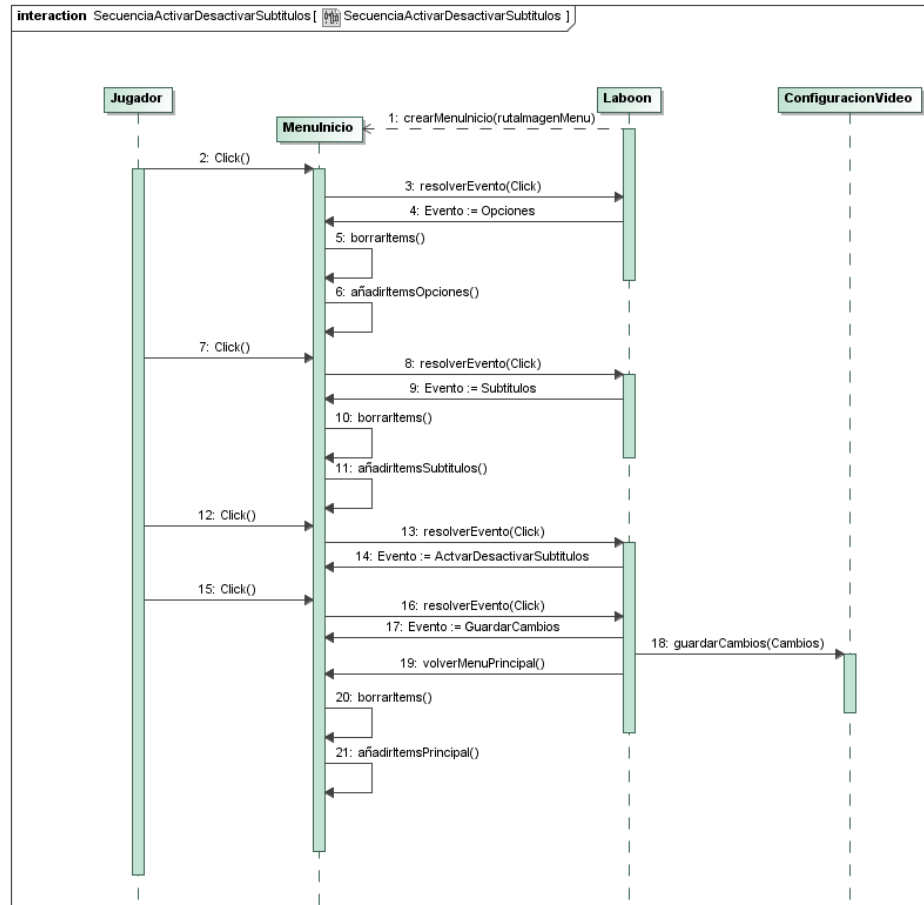 interaction SecuenciaActivarDesactivarSubtitulos[ SecuenciaActivarDesactivarSubtitulos ]
Jugador
MenuInicio
Laboon
ConfiguracionVideo
1: crearMenuInicio(rutaImagenMenu)
2: Click()
3: resolverEvento(Click)
4: Evento := Opciones
5: borrarItems()
6: añadirItemsOpciones()
7: Click()
8: resolverEvento(Click)
9: Evento := Subtitulos
10: borrarItems()
11: añadirItemsSubtitulos()
12: Click()
13: resolverEvento(Click)
14: Evento := ActvarDesactivarSubtitulos
15: Click()
16: resolverEvento(Click)
17: Evento := GuardarCambios
18: guardarCambios(Cambios)
19: volverMenuPrincipal()
20: borrarItems()
21: añadirItemsPrincipal()